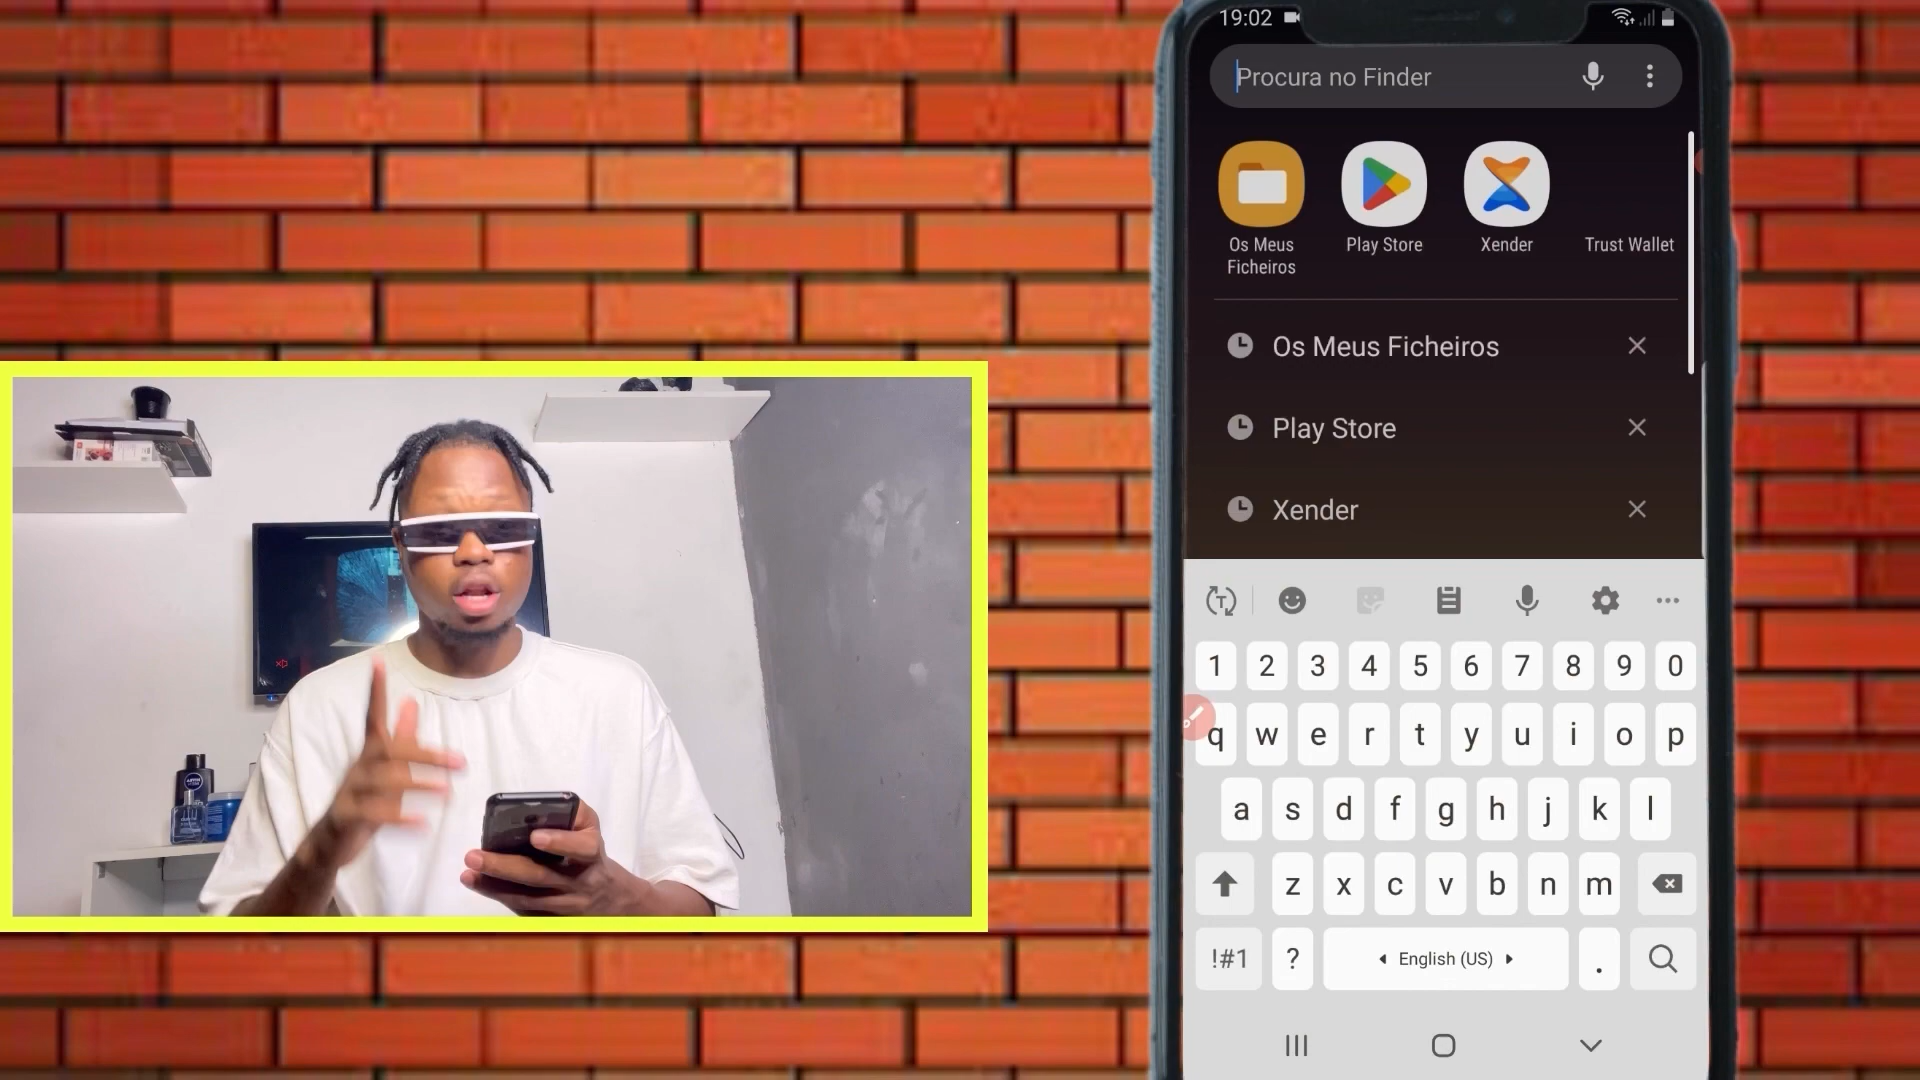 19:02
Procura no Finder
Os Meus
Ficheiros
Play Store
Xender
Trust Wallet
Os Meus Ficheiros
Play Store
Xender
T
1 2 3 4 5 6 7 8 9 0
q w e r t y u i o p
a s d f g h j k l
z x c v b n m
!#1 ? English (US) .
NIVEA